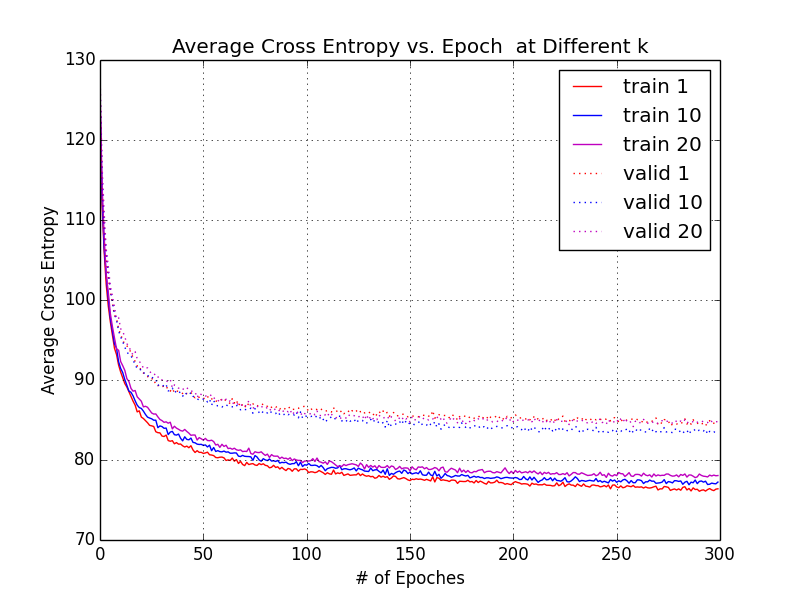 Average Cross Entropy vs. Epoch  at Different k
130
120
110
100
90
80
70
Average Cross Entropy
train 1
train 10
train 20
valid 1
valid 10
valid 20
0 50 100 150 200 250 300
# of Epoches